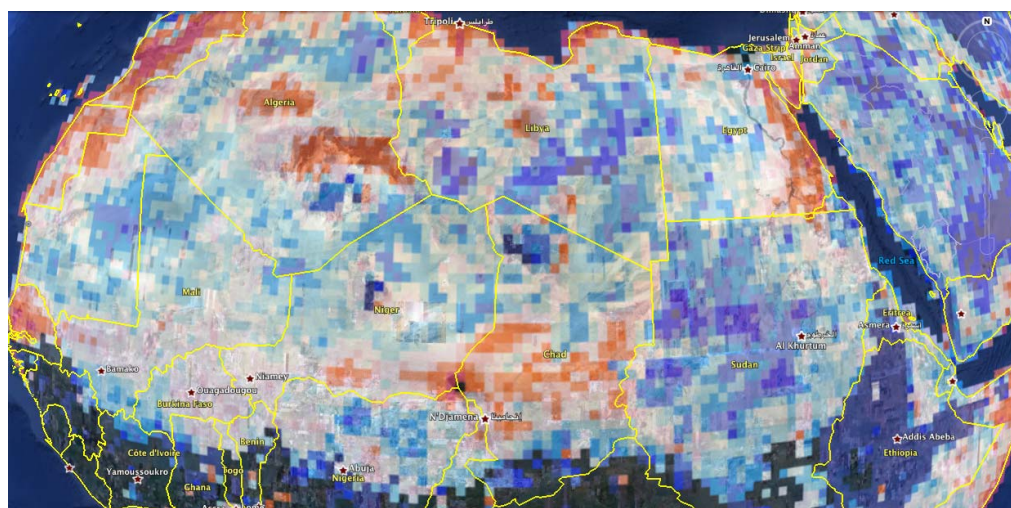 N
Tripoli طرابلس
Jerusalem عمان
Gaza Strip Amman
Israel Jordan
القاهرة Cairo
Algeria
Libya
Egypt
Red Sea
Mali
Niger
Eritrea
Asmera
Al Khurtum
Chad
Sudan
Bamako
Niamey
Ouagadougou
Burkina Faso
N'Djamena
Benin
Addis Abeba
Côte d'Ivoire
Ethiopia
Togo
Abuja
Yamoussoukro
Nigeria
Ghana